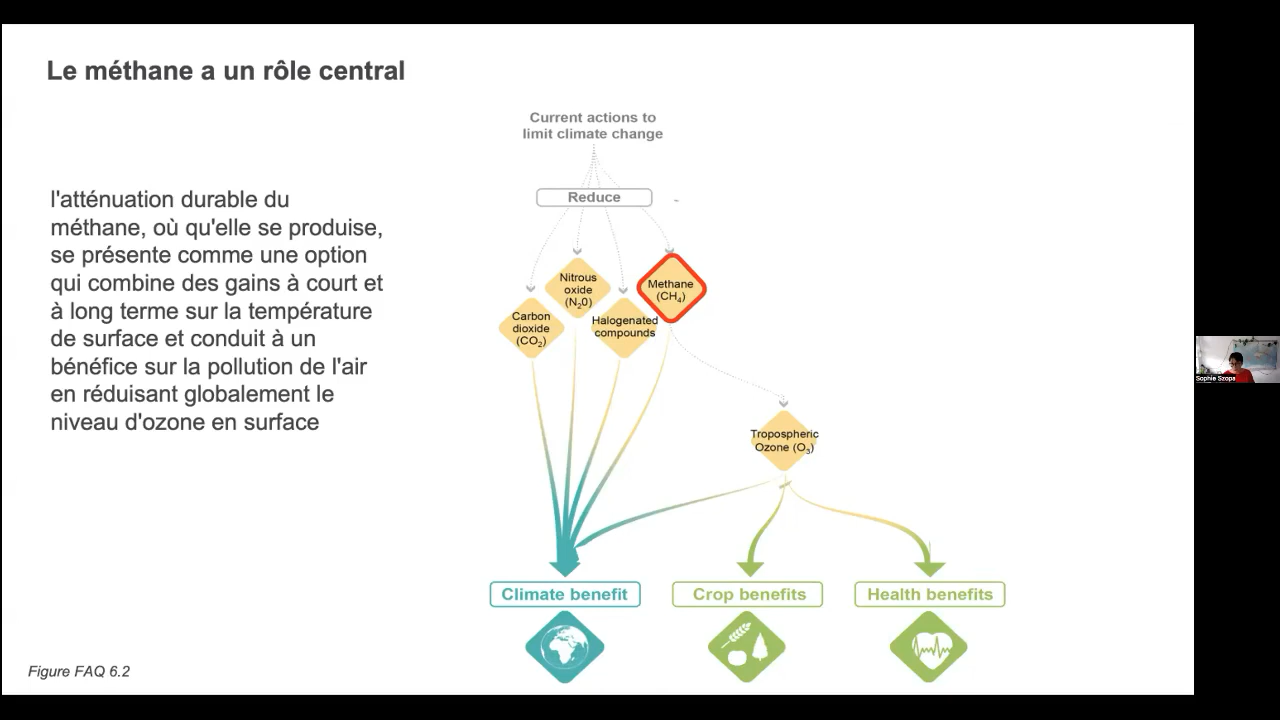 Le méthane a un rôle central
l'atténuation durable du
méthane, où qu'elle se produise,
se présente comme une option
qui combine des gains à court et
à long terme sur la température
de surface et conduit à un
bénéfice sur la pollution de l'air
en réduisant globalement le
niveau d'ozone en surface
Current actions to
limit climate change
Reduce
Nitrous
oxide
(N20)
Methane
(CH4)
Carbon
dioxide
(CO2)
Halogenated
compounds
Tropospheric
Ozone (O3)
Climate benefit
Crop benefits
Health benefits
Figure FAQ 6.2
Sophie Szopa